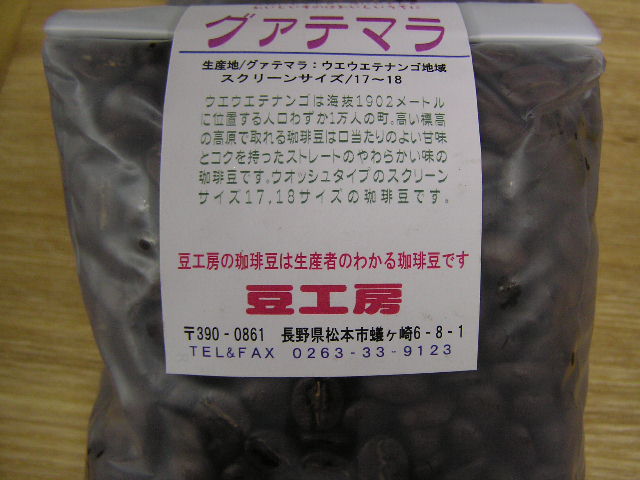 グァテマラ
生産地/グァテマラ：ウエウエテナンゴ地域
スクリーンサイズ/17～18
ウエウエテナンゴは海抜1902メートル
に位置する人口わずか1万人の町。高い標高
の高原で取れる珈琲豆は口当たりのよい甘味
とコクを持ったストレートのやわらかい味の
珈琲豆です。ウオッシュタイプのスクリーン
サイズ17,18サイズの珈琲豆です。
豆工房の珈琲豆は生産者のわかる珈琲豆です
豆工房
〒390-0861 長野県松本市蟻ヶ崎6-8-1
TEL&FAX 0263-33-9123